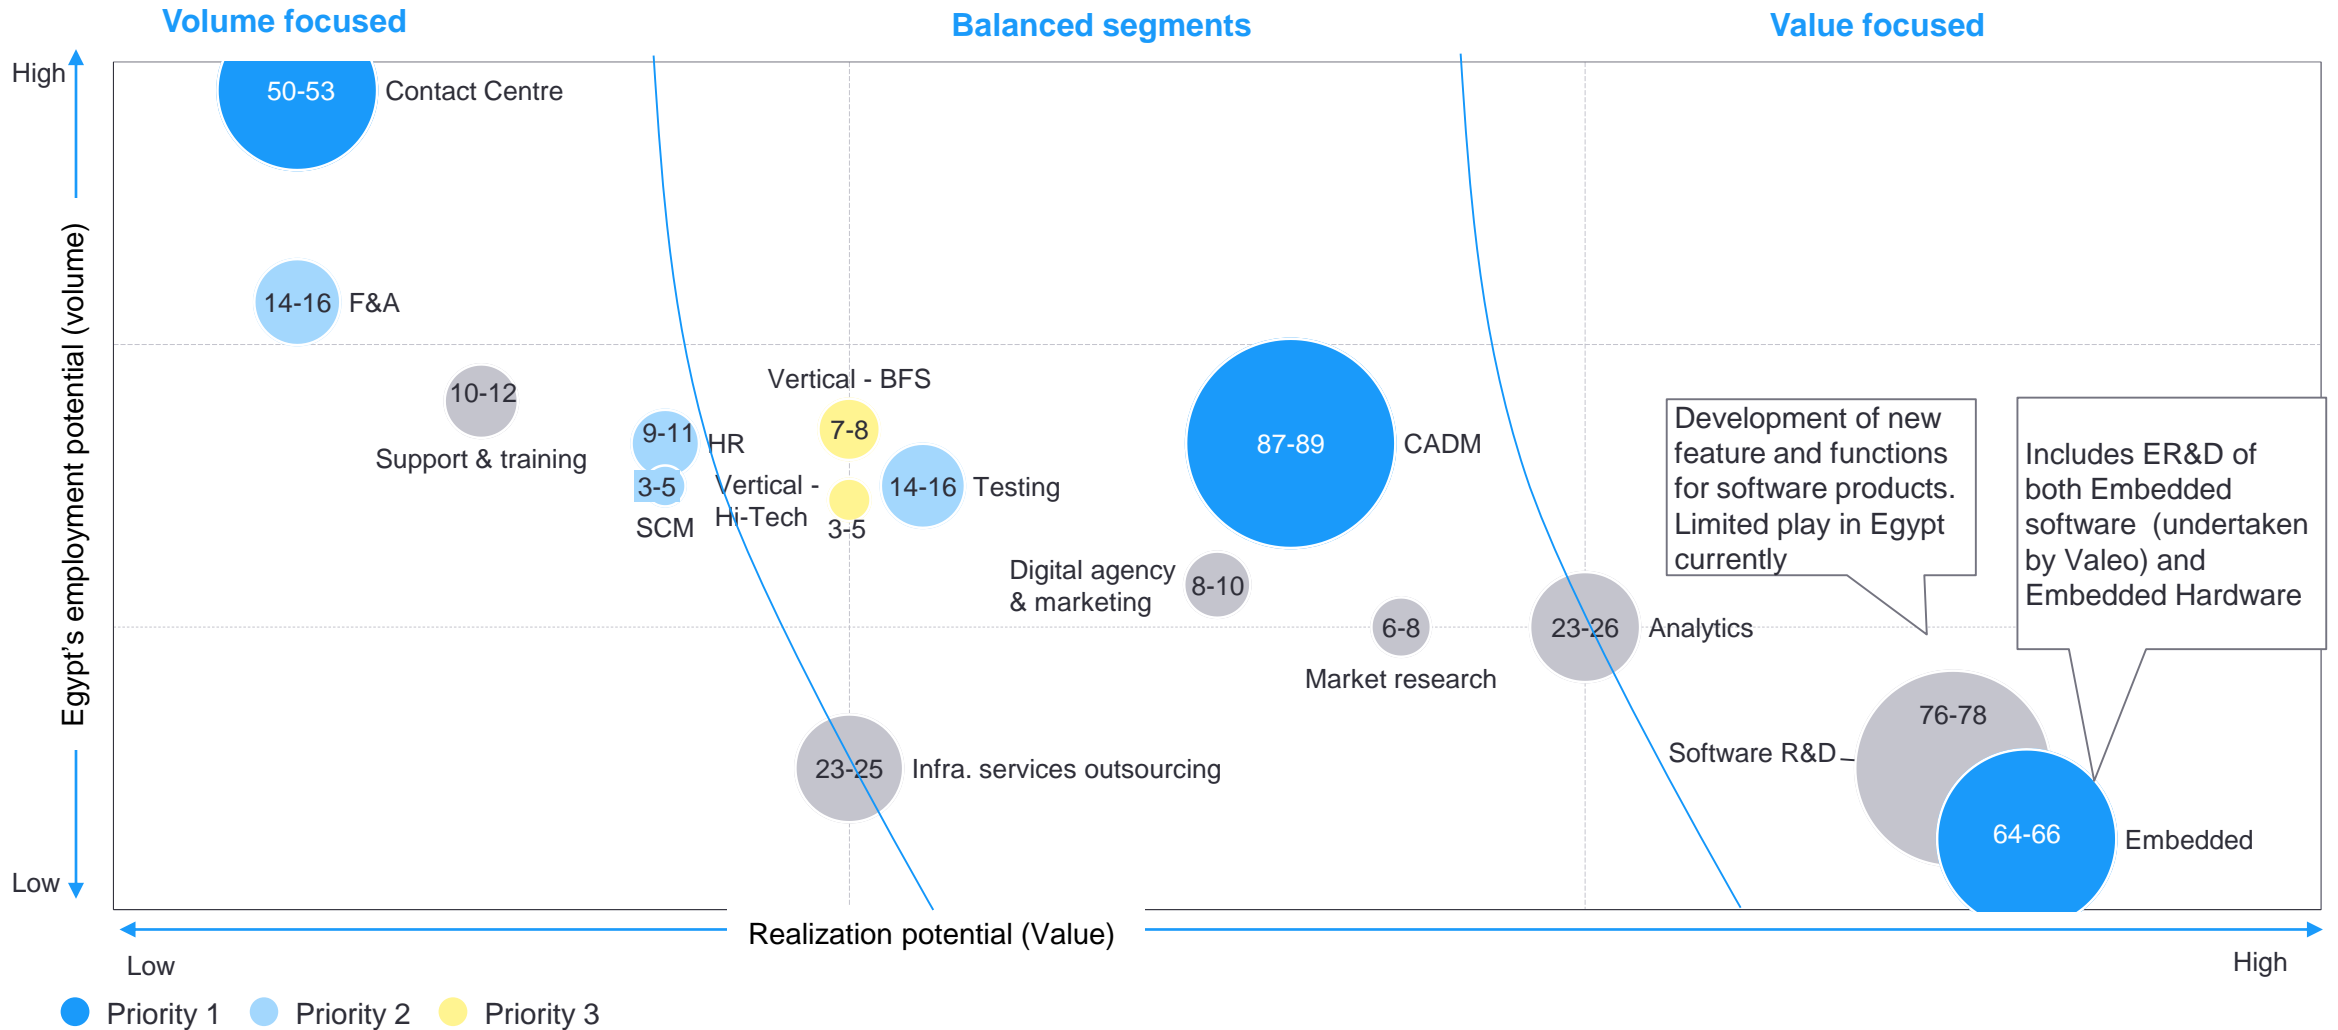 Volume focused
Balanced segments
Value focused
High
50-53
Contact Centre
Egypt's employment potential (volume)
14-16
F&A
10-12
Support & training
9-11
HR
3-5
SCM
Vertical - BFS
7-8
Vertical -
Hi-Tech
3-5
14-16
Testing
87-89
CADM
Development of new
feature and functions
for software products.
Limited play in Egypt
currently
Includes ER&D of
both Embedded
software (undertaken
by Valeo) and
Embedded Hardware
Digital agency
& marketing
8-10
6-8
Market research
23-26
Analytics
76-78
Software R&D
23-25
Infra. services outsourcing
64-66
Embedded
Low
Realization potential (Value)
Low
High
Priority 1
Priority 2
Priority 3